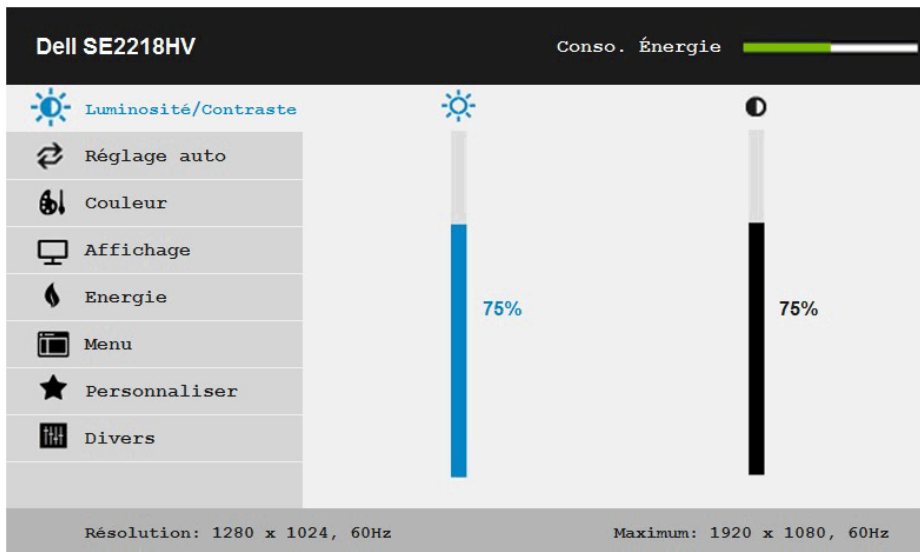 Dell SE2218HV
Conso. Énergie
Luminosité/Contraste
Réglage auto
Couleur
Affichage
Energie
Menu
Personnaliser
Divers
75%
75%
Résolution: 1280 x 1024, 60Hz
Maximum: 1920 x 1080, 60Hz